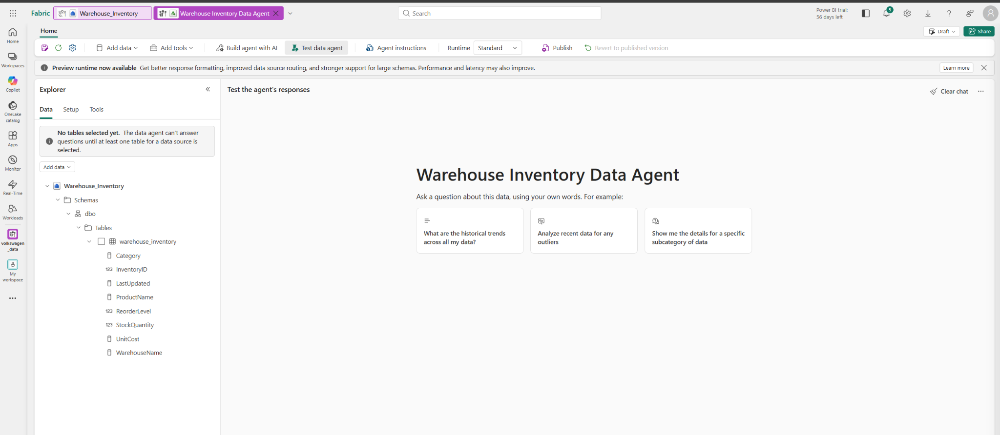 Fabric
Warehouse_Inventory
Warehouse Inventory Data Agent
Search
Power BI trial:
56 days left
5
Home
Draft
Share
Add data
Add tools
Build agent with AI
Test data agent
Agent instructions
Runtime
Standard
Publish
Revert to published version
Preview runtime now available Get better response formatting, improved data source routing, and stronger support for large schemas. Performance and latency may also improve.
Learn more
Home
Workspaces
Copilot
OneLake
catalog
Apps
Monitor
Real-Time
Workloads
volkswagen
_data
My
workspace
Explorer
Data
Setup
Tools
No tables selected yet. The data agent can't answer
questions until at least one table for a data source is
selected.
Add data
Warehouse_Inventory
Schemas
dbo
Tables
warehouse_inventory
Category
123 InventoryID
LastUpdated
ProductName
123 ReorderLevel
123 StockQuantity
UnitCost
WarehouseName
Test the agent's responses
Clear chat
Warehouse Inventory Data Agent
Ask a question about this data, using your own words. For example:
What are the historical trends
across all my data?
Analyze recent data for any
outliers
Show me the details for a specific
subcategory of data